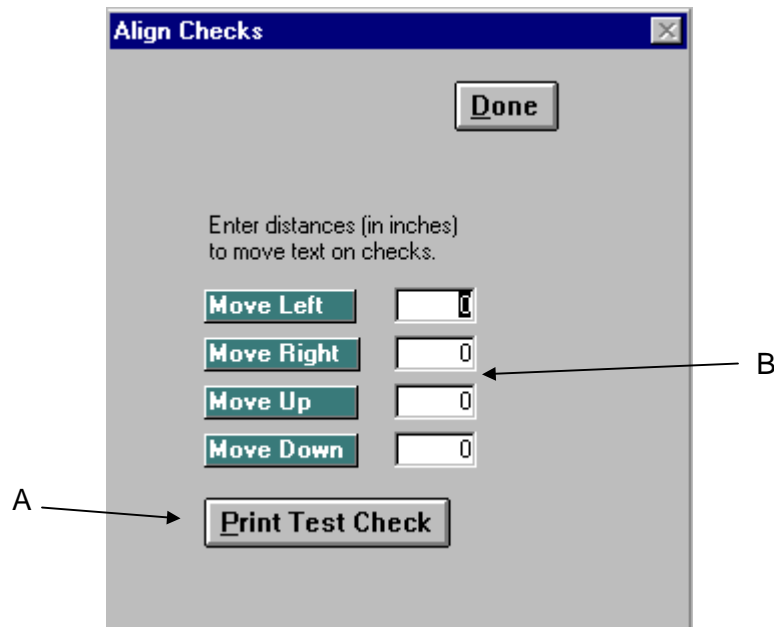 Align Checks
Done
Enter distances (in inches)
to move text on checks.
Move Left 0
Move Right 0
B
Move Up 0
Move Down 0
A
Print Test Check